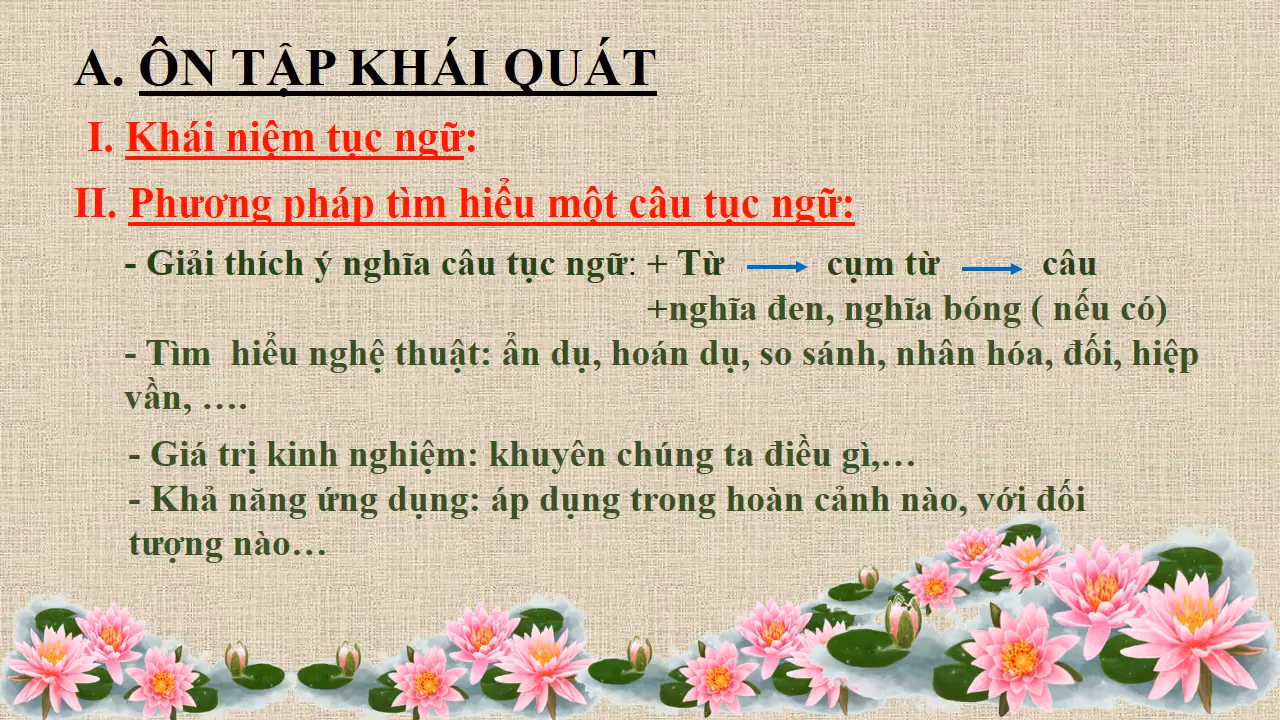 A. ÔN TẬP KHÁI QUÁT
I. Khái niệm tục ngữ:
II. Phương pháp tìm hiểu một câu tục ngữ:
- Giải thích ý nghĩa câu tục ngữ: + Từ → cụm từ → câu
+nghĩa đen, nghĩa bóng ( nếu có)
- Tìm hiểu nghệ thuật: ẩn dụ, hoán dụ, so sánh, nhân hóa, đối, hiệp
vần, ….
- Giá trị kinh nghiệm: khuyên chúng ta điều gì,…
- Khả năng ứng dụng: áp dụng trong hoàn cảnh nào, với đối
tượng nào…